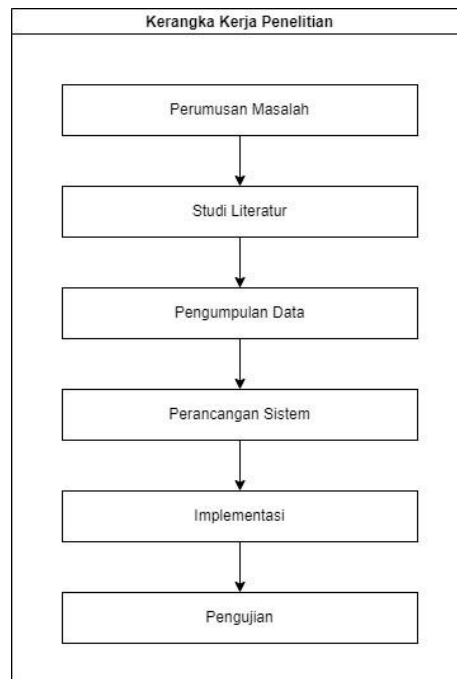 Kerangka Kerja Penelitian
Perumusan Masalah
Studi Literatur
Pengumpulan Data
Perancangan Sistem
Implementasi
Pengujian